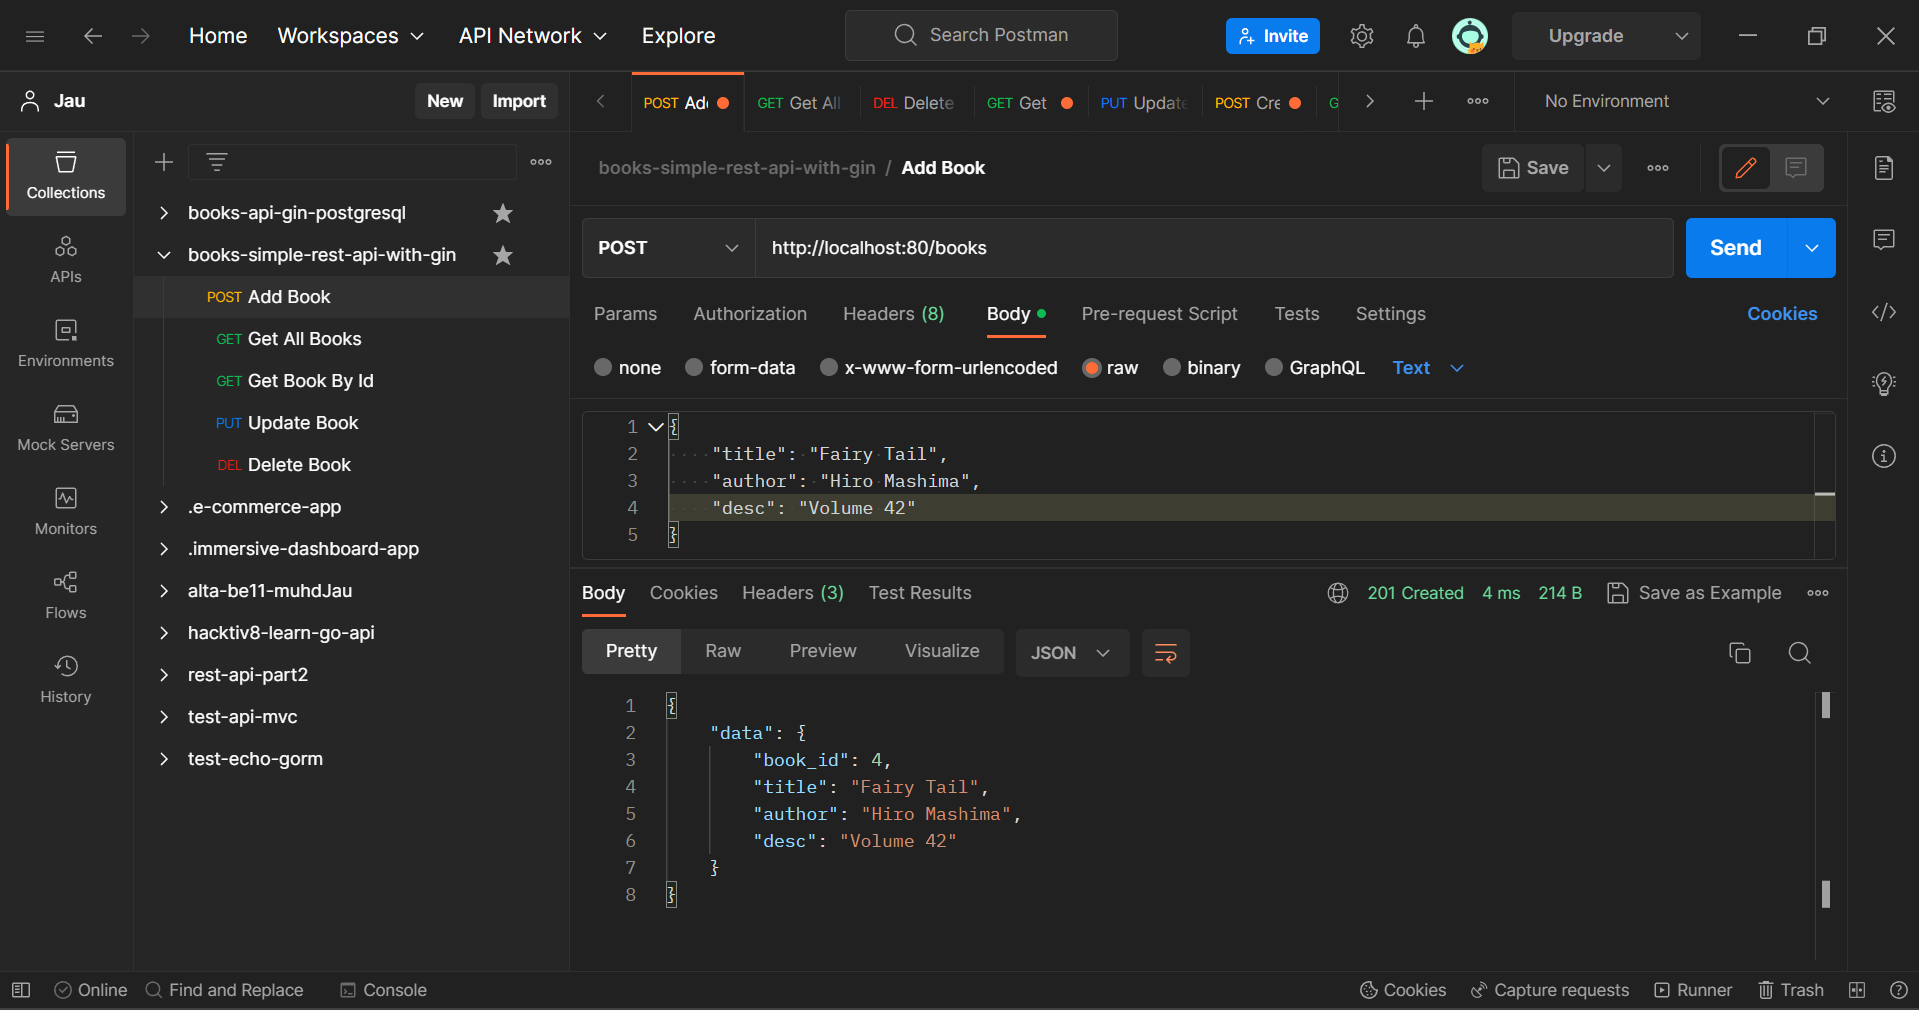 Home Workspaces API Network Explore Search Postman Invite Upgrade
Jau New Import
POST Add GET Get All DEL Delete GET Get PUT Update POST Cre G No Environment
Collections
APIs
Environments
Mock Servers
Monitors
Flows
History
books-api-gin-postgresql
books-simple-rest-api-with-gin
POST Add Book
GET Get All Books
GET Get Book By Id
PUT Update Book
DEL Delete Book
.e-commerce-app
.immersive-dashboard-app
alta-be11-muhdJau
hacktiv8-learn-go-api
rest-api-part2
test-api-mvc
test-echo-gorm
books-simple-rest-api-with-gin / Add Book Save
POST http://localhost:80/books Send
Params Authorization Headers (8) Body Pre-request Script Tests Settings Cookies
none form-data x-www-form-urlencoded raw binary GraphQL Text
1 {
2 "title": "Fairy Tail",
3 "author": "Hiro Mashima",
4 "desc": "Volume 42"
5 }
Body Cookies Headers (3) Test Results 201 Created 4 ms 214 B Save as Example
Pretty Raw Preview Visualize JSON
1 {
2 "data": {
3 "book_id": 4,
4 "title": "Fairy Tail",
5 "author": "Hiro Mashima",
6 "desc": "Volume 42"
7 }
8 }
Online Find and Replace Console Cookies Capture requests Runner Trash